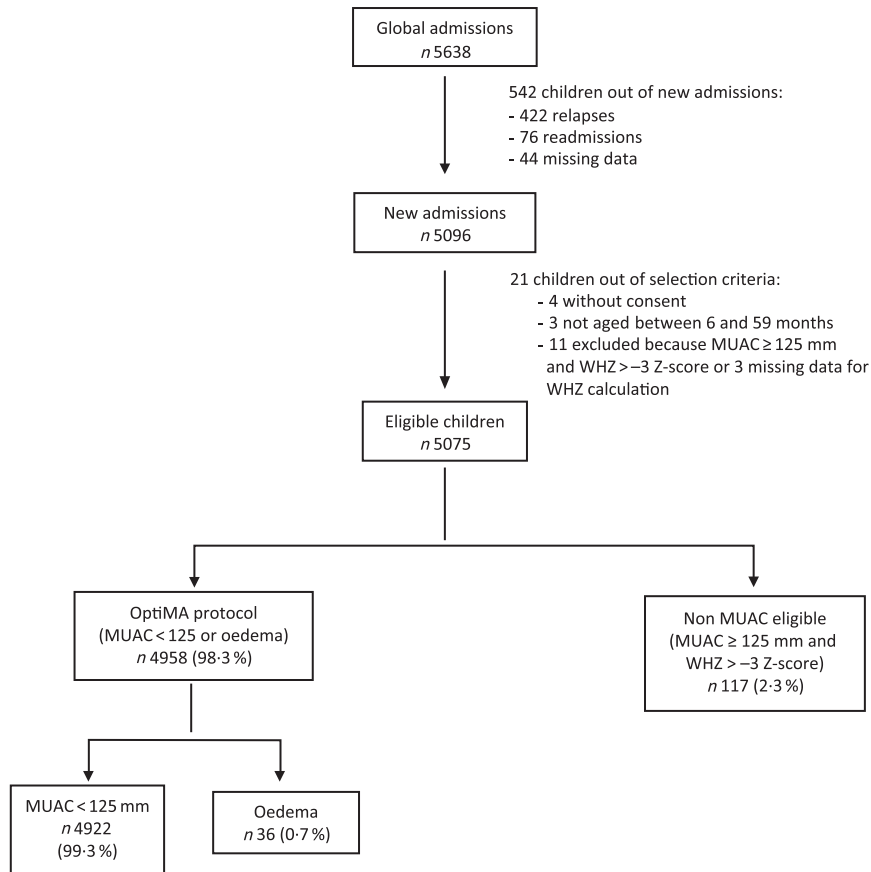 Global admissions
n 5638
542 children out of new admissions:
- 422 relapses
- 76 readmissions
- 44 missing data
New admissions
n 5096
21 children out of selection criteria:
- 4 without consent
- 3 not aged between 6 and 59 months
- 11 excluded because MUAC ≥ 125 mm
and WHZ > –3 Z-score or 3 missing data for
WHZ calculation
Eligible children
n 5075
OptiMA protocol
(MUAC < 125 or oedema)
n 4958 (98·3 %)
Non MUAC eligible
(MUAC ≥ 125 mm and
WHZ > –3 Z-score)
n 117 (2·3 %)
MUAC < 125 mm
n 4922
(99·3 %)
Oedema
n 36 (0·7 %)